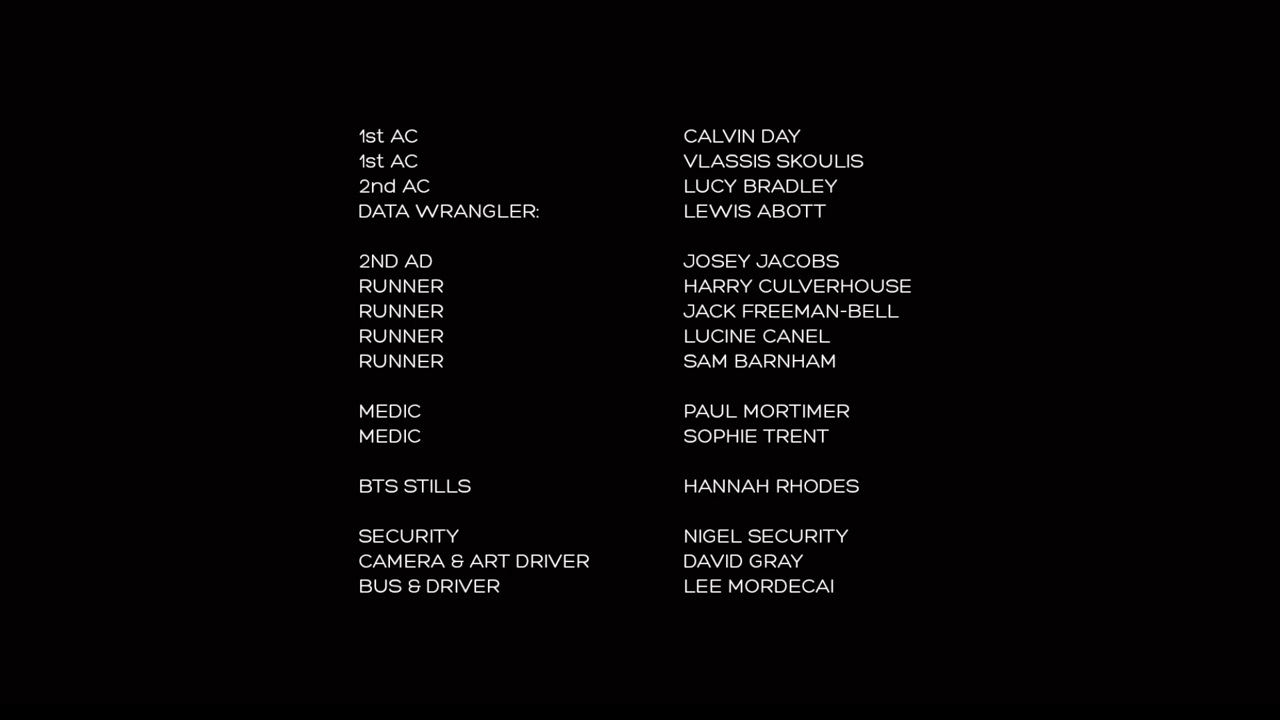 1st AC CALVIN DAY
1st AC VLASSIS SKOULIS
2nd AC LUCY BRADLEY
DATA WRANGLER: LEWIS ABOTT
2ND AD JOSEY JACOBS
RUNNER HARRY CULVERHOUSE
RUNNER JACK FREEMAN-BELL
RUNNER LUCINE CANEL
RUNNER SAM BARNHAM
MEDIC PAUL MORTIMER
MEDIC SOPHIE TRENT
BTS STILLS HANNAH RHODES
SECURITY NIGEL SECURITY
CAMERA & ART DRIVER DAVID GRAY
BUS & DRIVER LEE MORDECAI